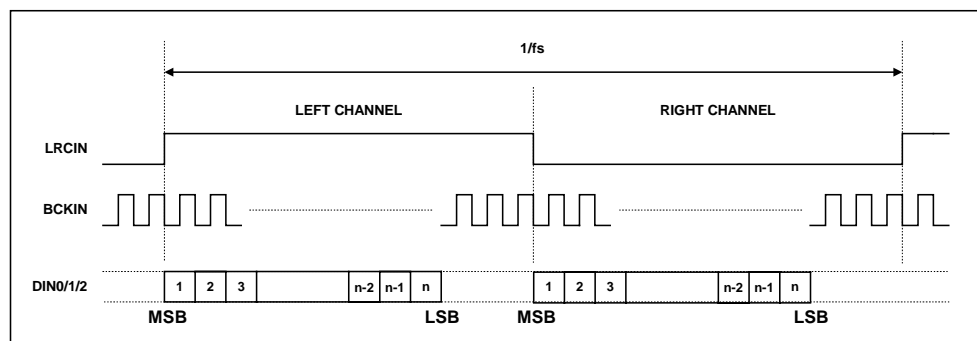 1/fs
LEFT CHANNEL RIGHT CHANNEL
LRCIN
BCKIN
DIN0/1/2 1 2 3 n-2 n-1 n 1 2 3 n-2 n-1 n
MSB LSB MSB LSB